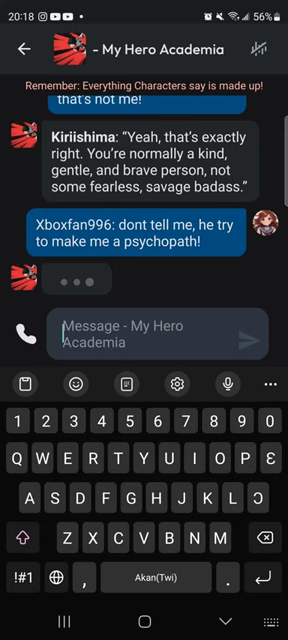 20:18
56%
- My Hero Academia
Remember: Everything Characters say is made up!
that's not me!
Kiriishima: “Yeah, that’s exactly
right. You’re normally a kind,
gentle, and brave person, not
some fearless, savage badass.”
Xboxfan996: dont tell me, he try
to make me a psychopath!
Message - My Hero
Academia
1 2 3 4 5 6 7 8 9 0
Q W E R T Y U I O P Ɛ
A S D F G H J K L Ɔ
Z X C V B N M
!#1 , Akan(Twi) .